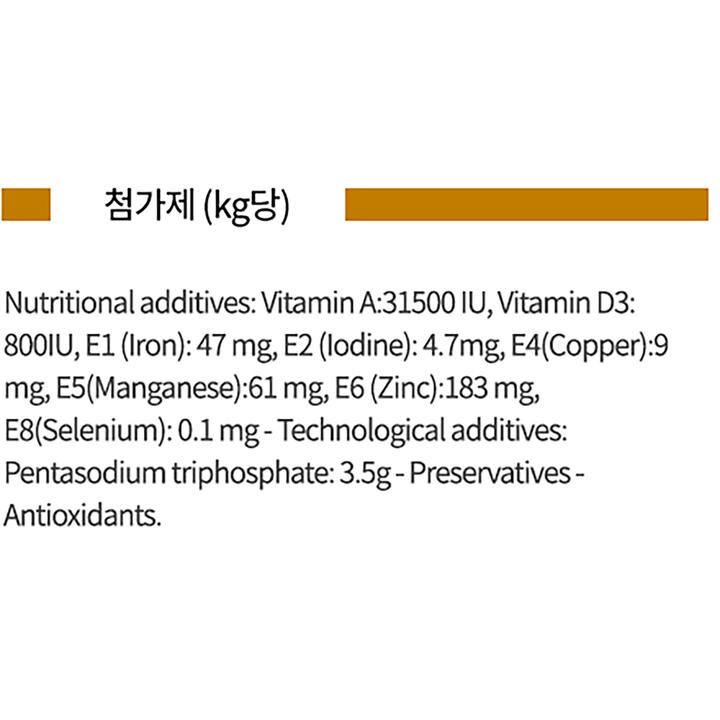 첨가제 (kg당)
Nutritional additives: Vitamin A:31500 IU, Vitamin D3:
800IU, E1 (Iron): 47 mg, E2 (Iodine): 4.7mg, E4(Copper):9
mg, E5(Manganese):61 mg, E6 (Zinc):183 mg,
E8(Selenium): 0.1 mg - Technological additives:
Pentasodium triphosphate: 3.5g - Preservatives -
Antioxidants.